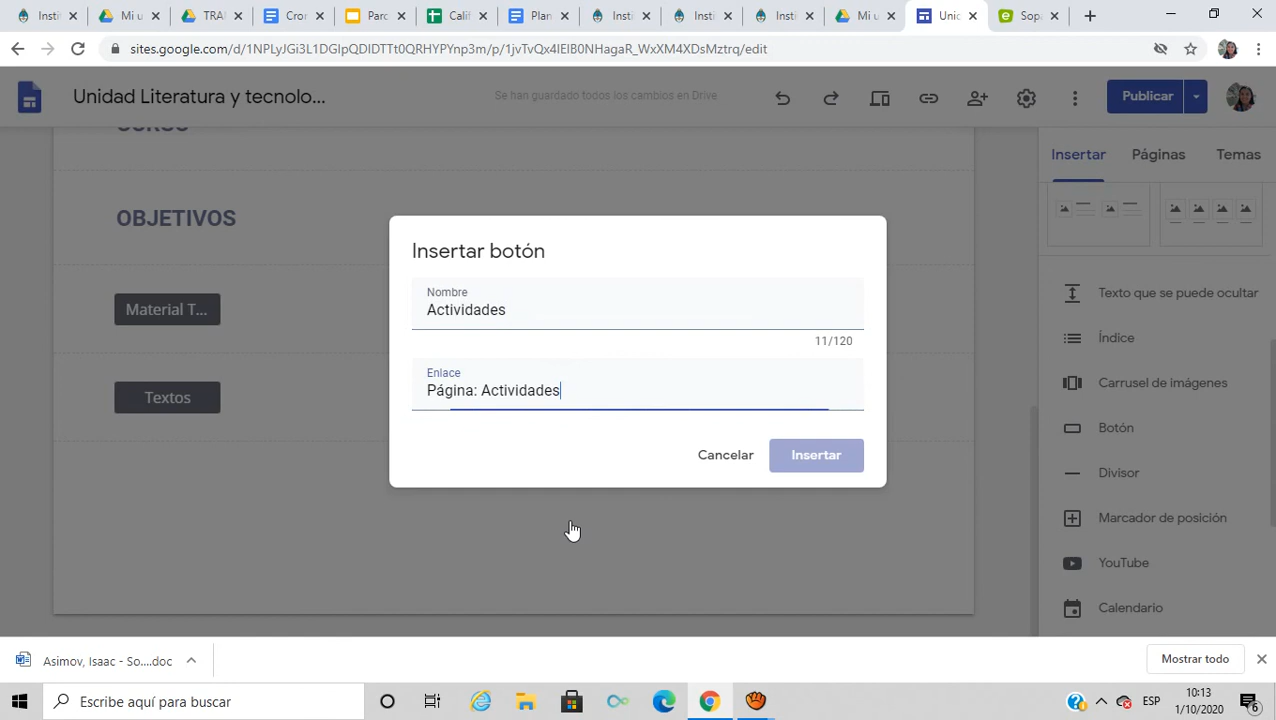 Insti
Mi u
TRA
Cron
Parc
Calif
Plan
Insti
Insti
Insti
Mi u
Unic
Sop
sites.google.com/d/1NPLyJGi3L1DGIpQDIDTTt0QRHYPYnp3m/p/1jvTvQx4IEIB0NHagaR_WxXM4XDsMztrq/edit
Unidad Literatura y tecnolo...
Se han guardado todos los cambios en Drive
Publicar
CURSO
Insertar
Páginas
Temas
OBJETIVOS
Material T...
Textos
Insertar botón
Nombre
Actividades
11/120
Enlace
Página: Actividades
Cancelar
Insertar
Texto que se puede ocultar
Índice
Carrusel de imágenes
Botón
Divisor
Marcador de posición
YouTube
Calendario
Asimov, Isaac - So....doc
Mostrar todo
Escribe aquí para buscar
ESP
10:13
1/10/2020
6